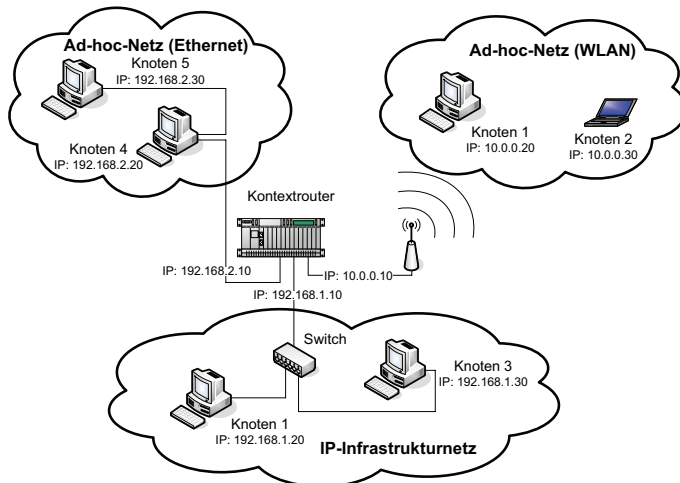 Ad-hoc-Netz (Ethernet)
Knoten 5
IP: 192.168.2.30
Knoten 4
IP: 192.168.2.20
Ad-hoc-Netz (WLAN)
Knoten 1
IP: 10.0.0.20
Knoten 2
IP: 10.0.0.30
Kontextrouter
IP: 192.168.2.10
IP: 10.0.0.10
IP: 192.168.1.10
Switch
Knoten 3
IP: 192.168.1.30
Knoten 1
IP: 192.168.1.20
IP-Infrastrukturnetz